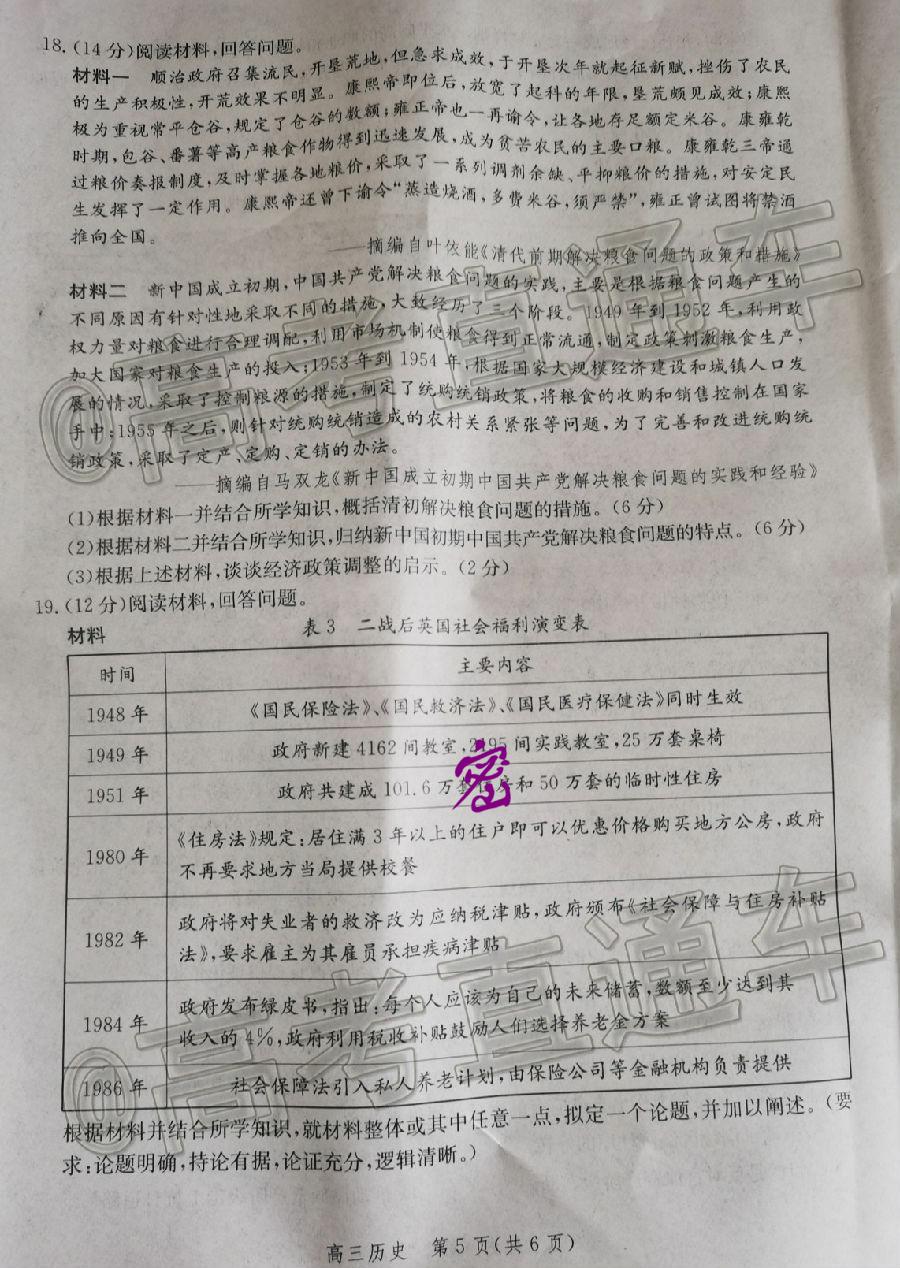 18.(14分)阅读材料,回答问题。
材料一 顺治政府召集流民,开垦荒地,但急求成效,于开垦次年就起征新赋,挫伤了农民
的生产积极性,开荒效果不明显。康熙帝即位后,放宽了起科的年限,垦荒颇见成效;康熙
极为重视常平仓谷,规定了仓谷的数额;雍正帝也一再谕令,让各地存足额定米谷。康雍乾
时期,包谷、番薯等高产粮食作物得到迅速发展,成为贫苦农民的主要口粮。康雍乾三帝通
过粮价奏报制度,及时掌握各地粮价,采取了一系列调剂余缺、平抑粮价的措施,对安定民
生发挥了一定作用。康熙帝还曾下谕令“蒸造烧酒,多费米谷,须严禁”,雍正曾试图将禁酒
推向全国。
——摘编自叶依能《清代前期解决粮食问题的政策和措施》
材料二 新中国成立初期,中国共产党解决粮食问题的实践,主要是根据粮食问题产生的
不同原因有针对性地采取不同的措施,大致经历了三个阶段。1949年到1952年,利用政
权力量对粮食进行合理调配,利用市场机制使粮食得到正常流通,制定政策刺激粮食生产,
加大国家对粮食生产的投入;1953年到1954年,根据国家大规模经济建设和城镇人口发
展的情况,采取了控制粮源的措施,制定了统购统销政策,将粮食的收购和销售控制在国家
手中;1955年之后,则针对统购统销造成的农村关系紧张等问题,为了完善和改进统购统
销政策,采取了定产、定购、定销的办法。
——摘编自马双龙《新中国成立初期中国共产党解决粮食问题的实践和经验》
(1)根据材料一并结合所学知识,概括清初解决粮食问题的措施。(6分)
(2)根据材料二并结合所学知识,归纳新中国初期中国共产党解决粮食问题的特点。(6分)
(3)根据上述材料,谈谈经济政策调整的启示。(2分)
19.(12分)阅读材料,回答问题。
材料
表3 二战后英国社会福利演变表
时间 主要内容
1948年 《国民保险法》、《国民救济法》、《国民医疗保健法》同时生效
1949年 政府新建4162间教室,2195间实践教室,25万套桌椅
1951年 政府共建成101.6万套住房和50万套的临时性住房
1980年 《住房法》规定:居住满3年以上的住户即可以优惠价格购买地方公房,政府
不再要求地方当局提供校餐
1982年 政府将对失业者的救济改为应纳税津贴,政府颁布《社会保障与住房补贴
法》,要求雇主为其雇员承担疾病津贴
1984年 政府发布绿皮书,指出:每个人应该为自己的未来储蓄,数额至少达到其
收入的4%,政府利用税收补贴鼓励人们选择养老金方案
1986年 社会保障法引入私人养老计划,由保险公司等金融机构负责提供
根据材料并结合所学知识,就材料整体或其中任意一点,拟定一个论题,并加以阐述。(要
求:论题明确,持论有据,论证充分,逻辑清晰。)
高三历史 第5页(共6页)
@高考直通车
@高考直通车
密